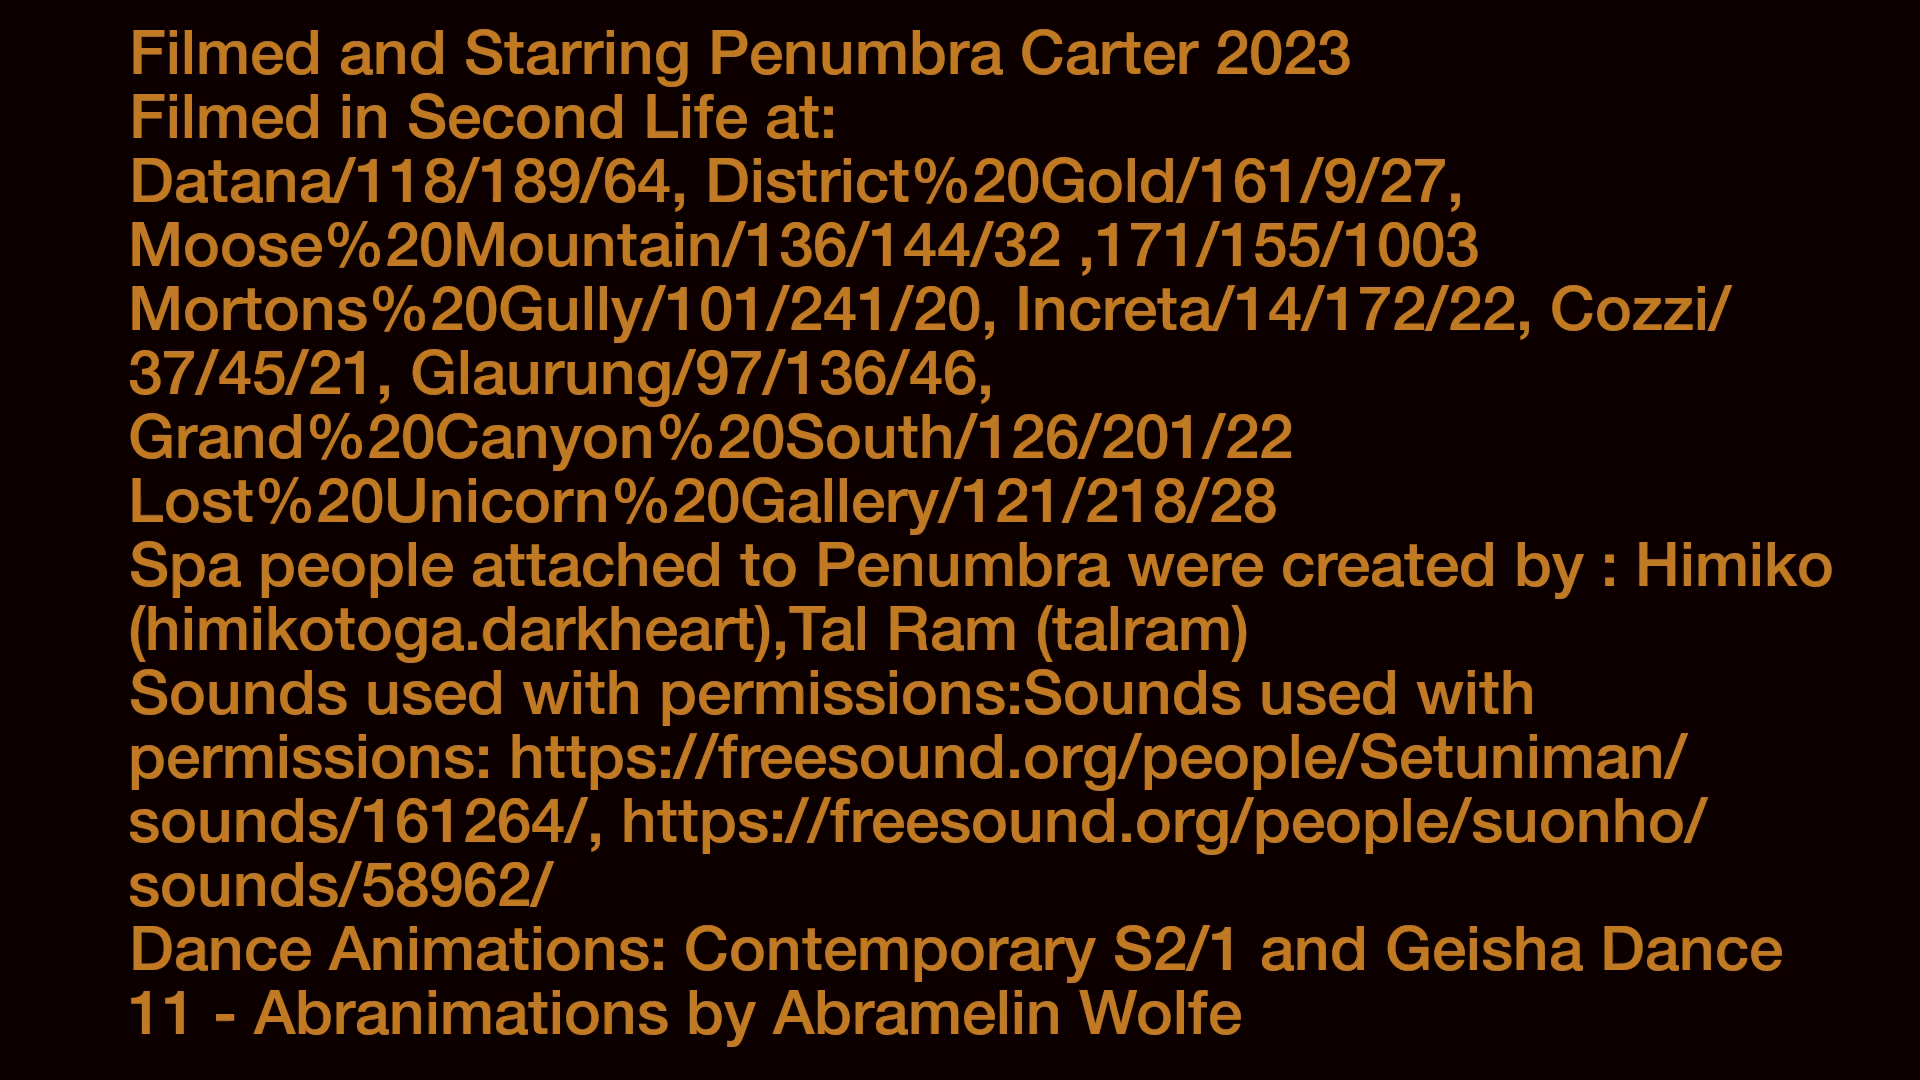 Filmed and Starring Penumbra Carter 2023
Filmed in Second Life at:
Datana/118/189/64, District%20Gold/161/9/27,
Moose%20Mountain/136/144/32 ,171/155/1003
Mortons%20Gully/101/241/20, Increta/14/172/22, Cozzi/
37/45/21, Glaurung/97/136/46,
Grand%20Canyon%20South/126/201/22
Lost%20Unicorn%20Gallery/121/218/28
Spa people attached to Penumbra were created by : Himiko
(himikotoga.darkheart),Tal Ram (talram)
Sounds used with permissions:Sounds used with
permissions: https://freesound.org/people/Setuniman/
sounds/161264/, https://freesound.org/people/suonho/
sounds/58962/
Dance Animations: Contemporary S2/1 and Geisha Dance
11 - Abranimations by Abramelin Wolfe